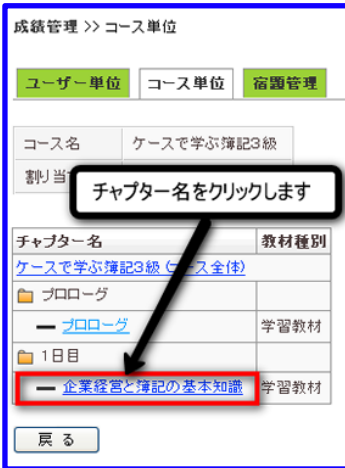 成績管理 >> コース単位
ユーザー単位 コース単位 宿題管理
コース名 ケースで学ぶ簿記3級
割り当
チャプター名をクリックします
チャプター名 教材種別
ケースで学ぶ簿記3級 (コース全体)
プロローグ
プロローグ 学習教材
1日目
企業経営と簿記の基本知識 学習教材
戻る